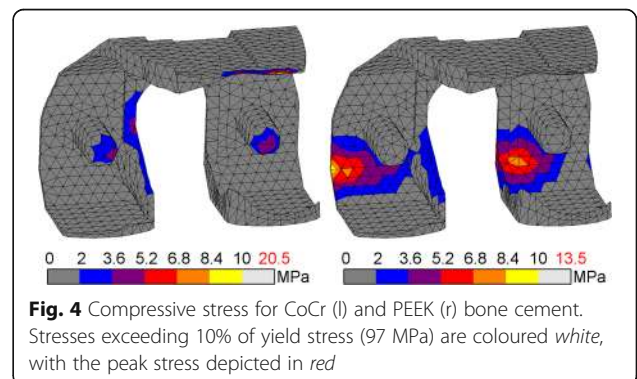 0 2 3.6 5.2 6.8 8.4 10 20.5 0 2 3.6 5.2 6.8 8.4 10 13.5
MPa MPa
Fig. 4 Compressive stress for CoCr (l) and PEEK (r) bone cement.
Stresses exceeding 10% of yield stress (97 MPa) are coloured white,
with the peak stress depicted in red